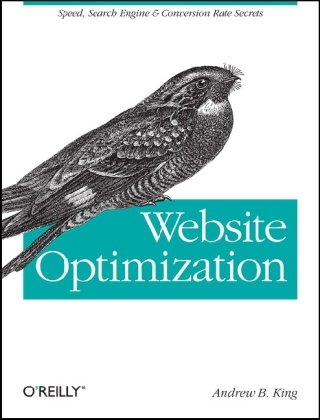 Speed, Search Engine & Conversion Rate Secrets
Website
Optimization
O'REILLY®
Andrew B. King